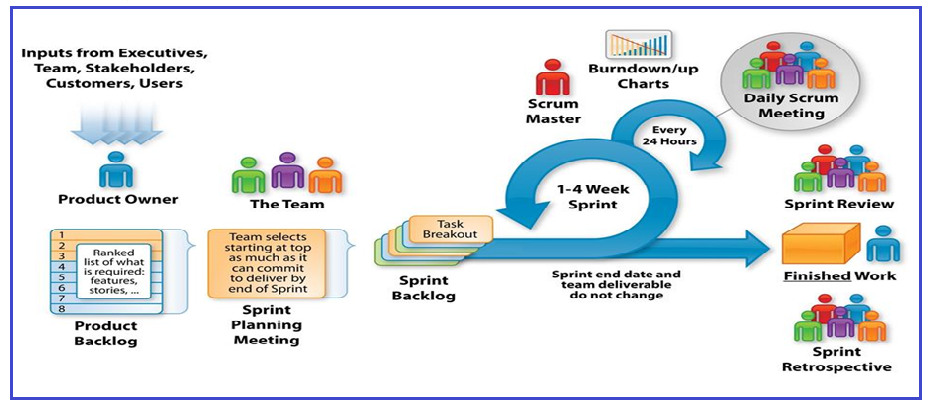 Inputs from Executives,
Team, Stakeholders,
Customers, Users
Product Owner
The Team
1
2
3
4
5
6
7
8
Ranked
list of what
is required:
features,
stories, ...
Product
Backlog
Team selects
starting at top
as much as it
can commit
to deliver by
end of Sprint
Sprint
Planning
Meeting
Task
Breakout
Sprint
Backlog
Scrum
Master
Burndown/up
Charts
Every
24 Hours
Daily Scrum
Meeting
1-4 Week
Sprint
Sprint end date and
team deliverable
do not change
Sprint Review
Finished Work
Sprint
Retrospective